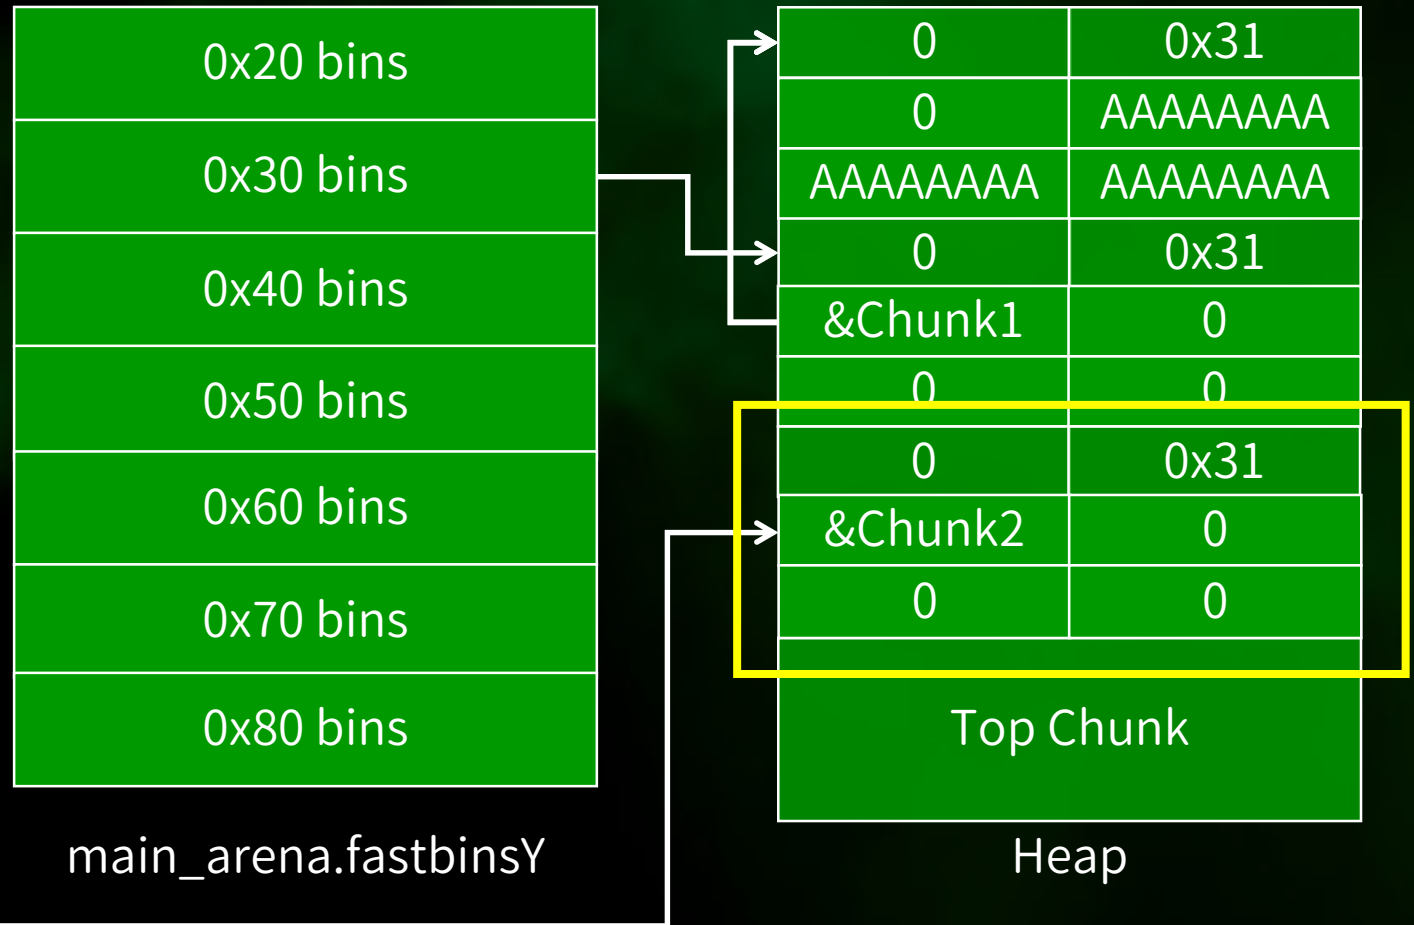 0x20 bins
0x30 bins
0x40 bins
0x50 bins
0x60 bins
0x70 bins
0x80 bins
main_arena.fastbinsY
0 0x31
0 AAAAAAAA
AAAAAAAA AAAAAAAA
0 0x31
&Chunk1 0
0 0
0 0x31
&Chunk2 0
0 0
Top Chunk
Heap